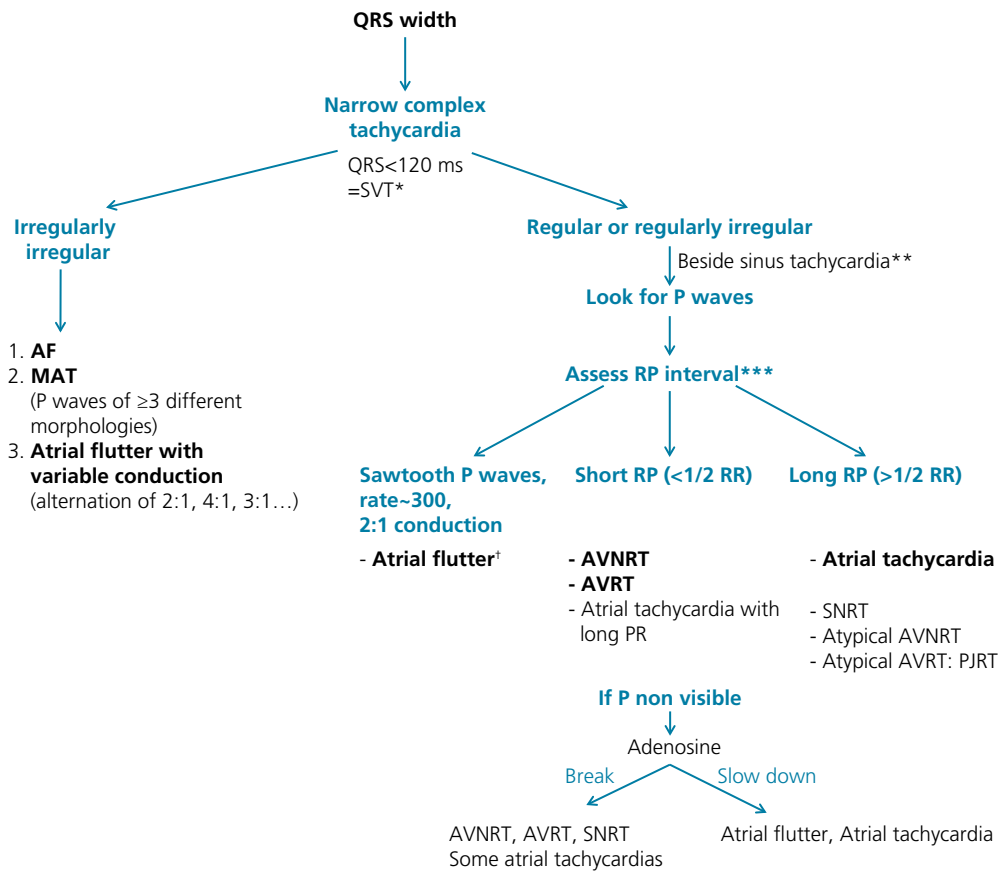 QRS width
Narrow complex
tachycardia
QRS<120 ms
=SVT*
Irregularly
irregular
1. AF
2. MAT
(P waves of ≥3 different
morphologies)
3. Atrial flutter with
variable conduction
(alternation of 2:1, 4:1, 3:1…)
Regular or regularly irregular
Beside sinus tachycardia**
Look for P waves
Assess RP interval***
Sawtooth P waves,
rate~300,
2:1 conduction
- Atrial flutter†
Short RP (<1/2 RR)
- AVNRT
- AVRT
- Atrial tachycardia with
long PR
Long RP (>1/2 RR)
- Atrial tachycardia
- SNRT
- Atypical AVNRT
- Atypical AVRT: PJRT
If P non visible
Adenosine
Break
Slow down
AVNRT, AVRT, SNRT
Some atrial tachycardias
Atrial flutter, Atrial tachycardia